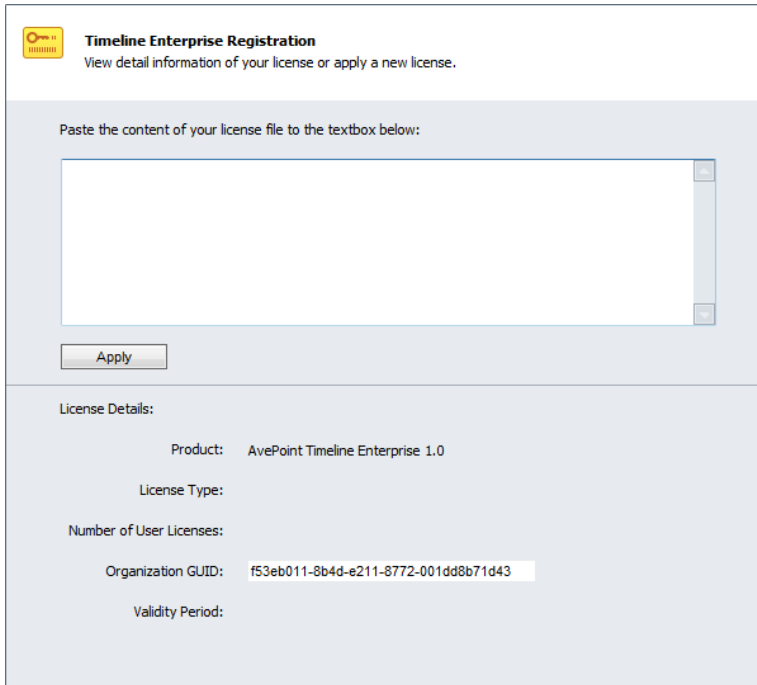 Timeline Enterprise Registration
View detail information of your license or apply a new license.
Paste the content of your license file to the textbox below:
Apply
License Details:
Product: AvePoint Timeline Enterprise 1.0
License Type:
Number of User Licenses:
Organization GUID: f53eb011-8b4d-e211-8772-001dd8b71d43
Validity Period: